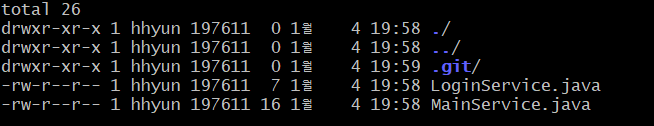 total 26
drwxr-xr-x 1 hhyun 197611  0 1월    4 19:58 ./
drwxr-xr-x 1 hhyun 197611  0 1월    4 19:58 ../
drwxr-xr-x 1 hhyun 197611  0 1월    4 19:59 .git/
-rw-r--r-- 1 hhyun 197611  7 1월    4 19:58 LoginService.java
-rw-r--r-- 1 hhyun 197611 16 1월    4 19:58 MainService.java